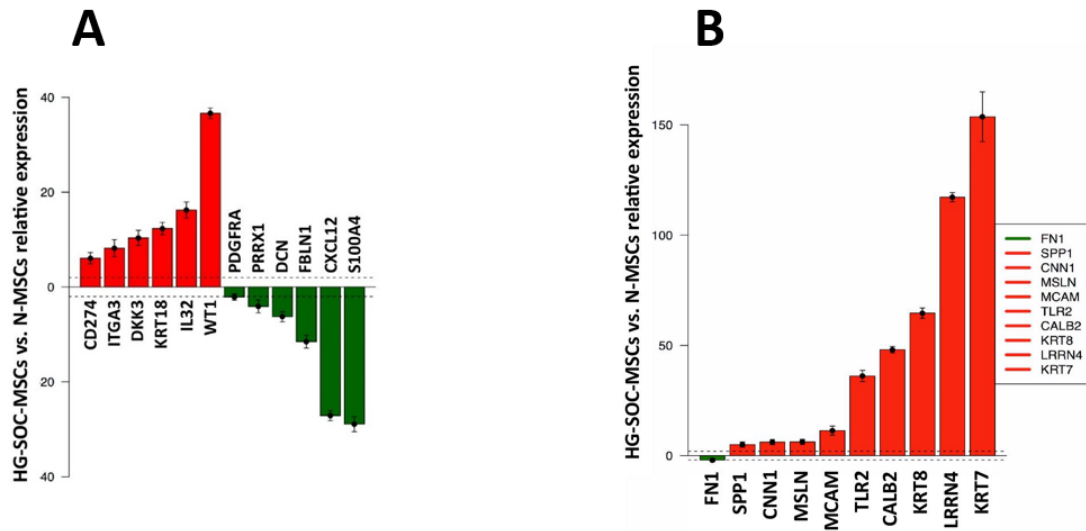 A
HG-SOC-MSCs vs. N-MSCs relative expression
40
20
0
20
40
CD274
ITGA3
DKK3
KRT18
IL32
WT1
PDGFRA
PRRX1
DCN
FBLN1
CXCL12
S100A4
B
HG-SOC-MSCs vs. N-MSCs relative expression
150
100
50
0
FN1
SPP1
CNN1
MSLN
MCAM
TLR2
CALB2
KRT8
LRRN4
KRT7
FN1
SPP1
CNN1
MSLN
MCAM
TLR2
CALB2
KRT8
LRRN4
KRT7